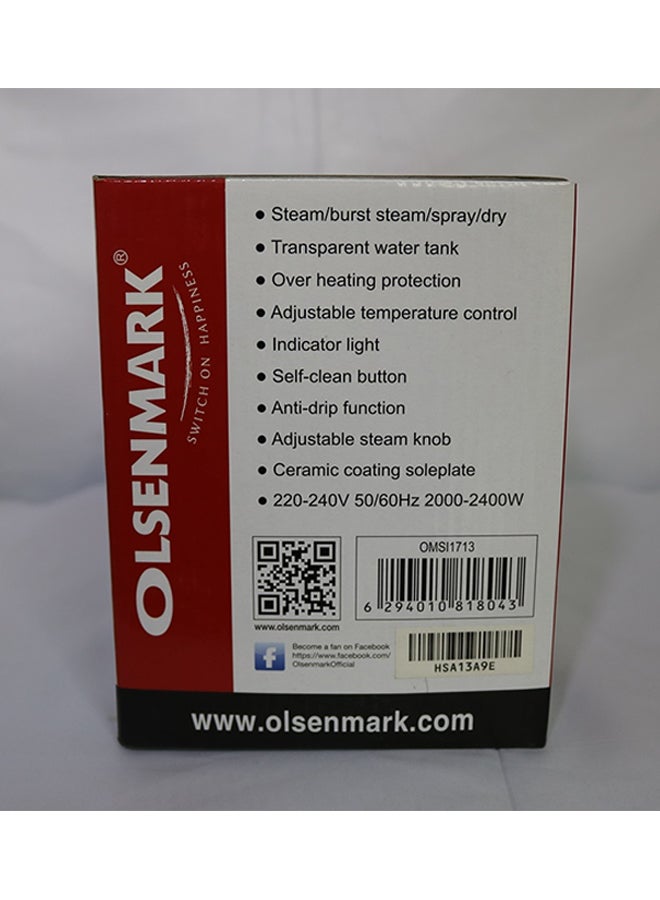 OLSENMARK®
SWITCH ON HAPPINESS
• Steam/burst steam/spray/dry
• Transparent water tank
• Over heating protection
• Adjustable temperature control
• Indicator light
• Self-clean button
• Anti-drip function
• Adjustable steam knob
• Ceramic coating soleplate
• 220-240V 50/60Hz 2000-2400W
www.olsenmark.com
OMSI1713
6 294010 818043
f
Become a fan on Facebook
https://www.facebook.com/
OlsenmarkOfficial
HSA13A9E
www.olsenmark.com